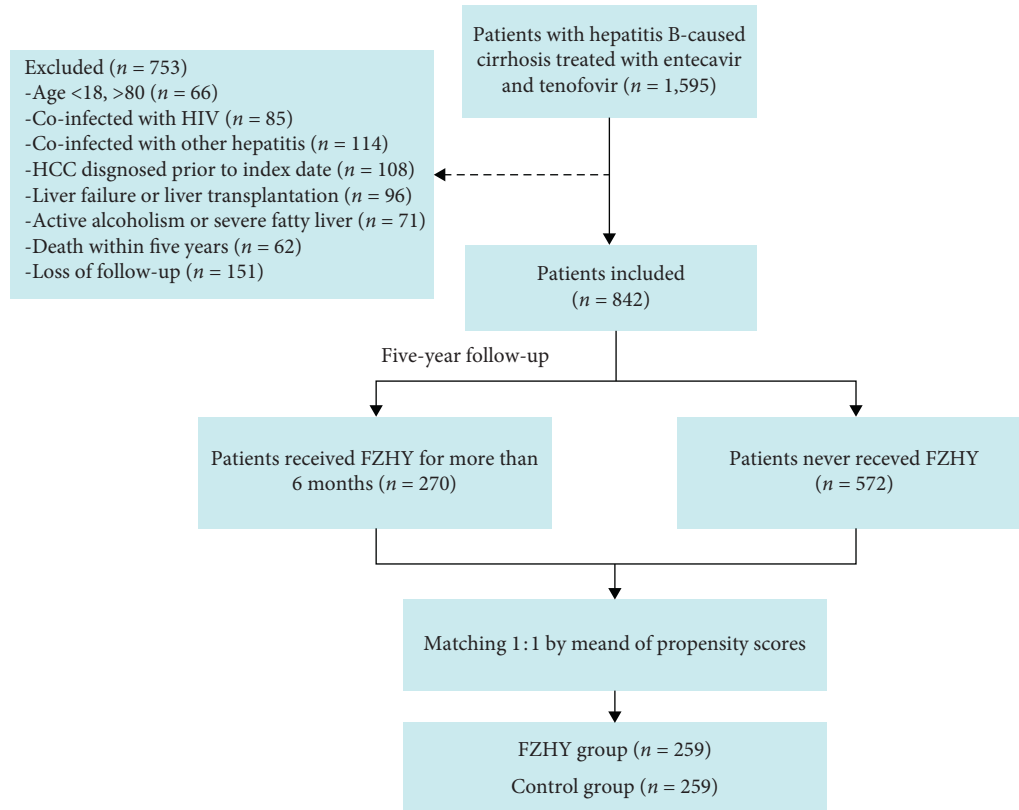 Patients with hepatitis B-caused
cirrhosis treated with entecavir
and tenofovir (n = 1,595)
Excluded (n = 753)
-Age <18, >80 (n = 66)
-Co-infected with HIV (n = 85)
-Co-infected with other hepatitis (n = 114)
-HCC disgnosed prior to index date (n = 108)
-Liver failure or liver transplantation (n = 96)
-Active alcoholism or severe fatty liver (n = 71)
-Death within five years (n = 62)
-Loss of follow-up (n = 151)
Patients included
(n = 842)
Five-year follow-up
Patients received FZHY for more than
6 months (n = 270)
Patients never receved FZHY
(n = 572)
Matching 1:1 by meand of propensity scores
FZHY group (n = 259)
Control group (n = 259)